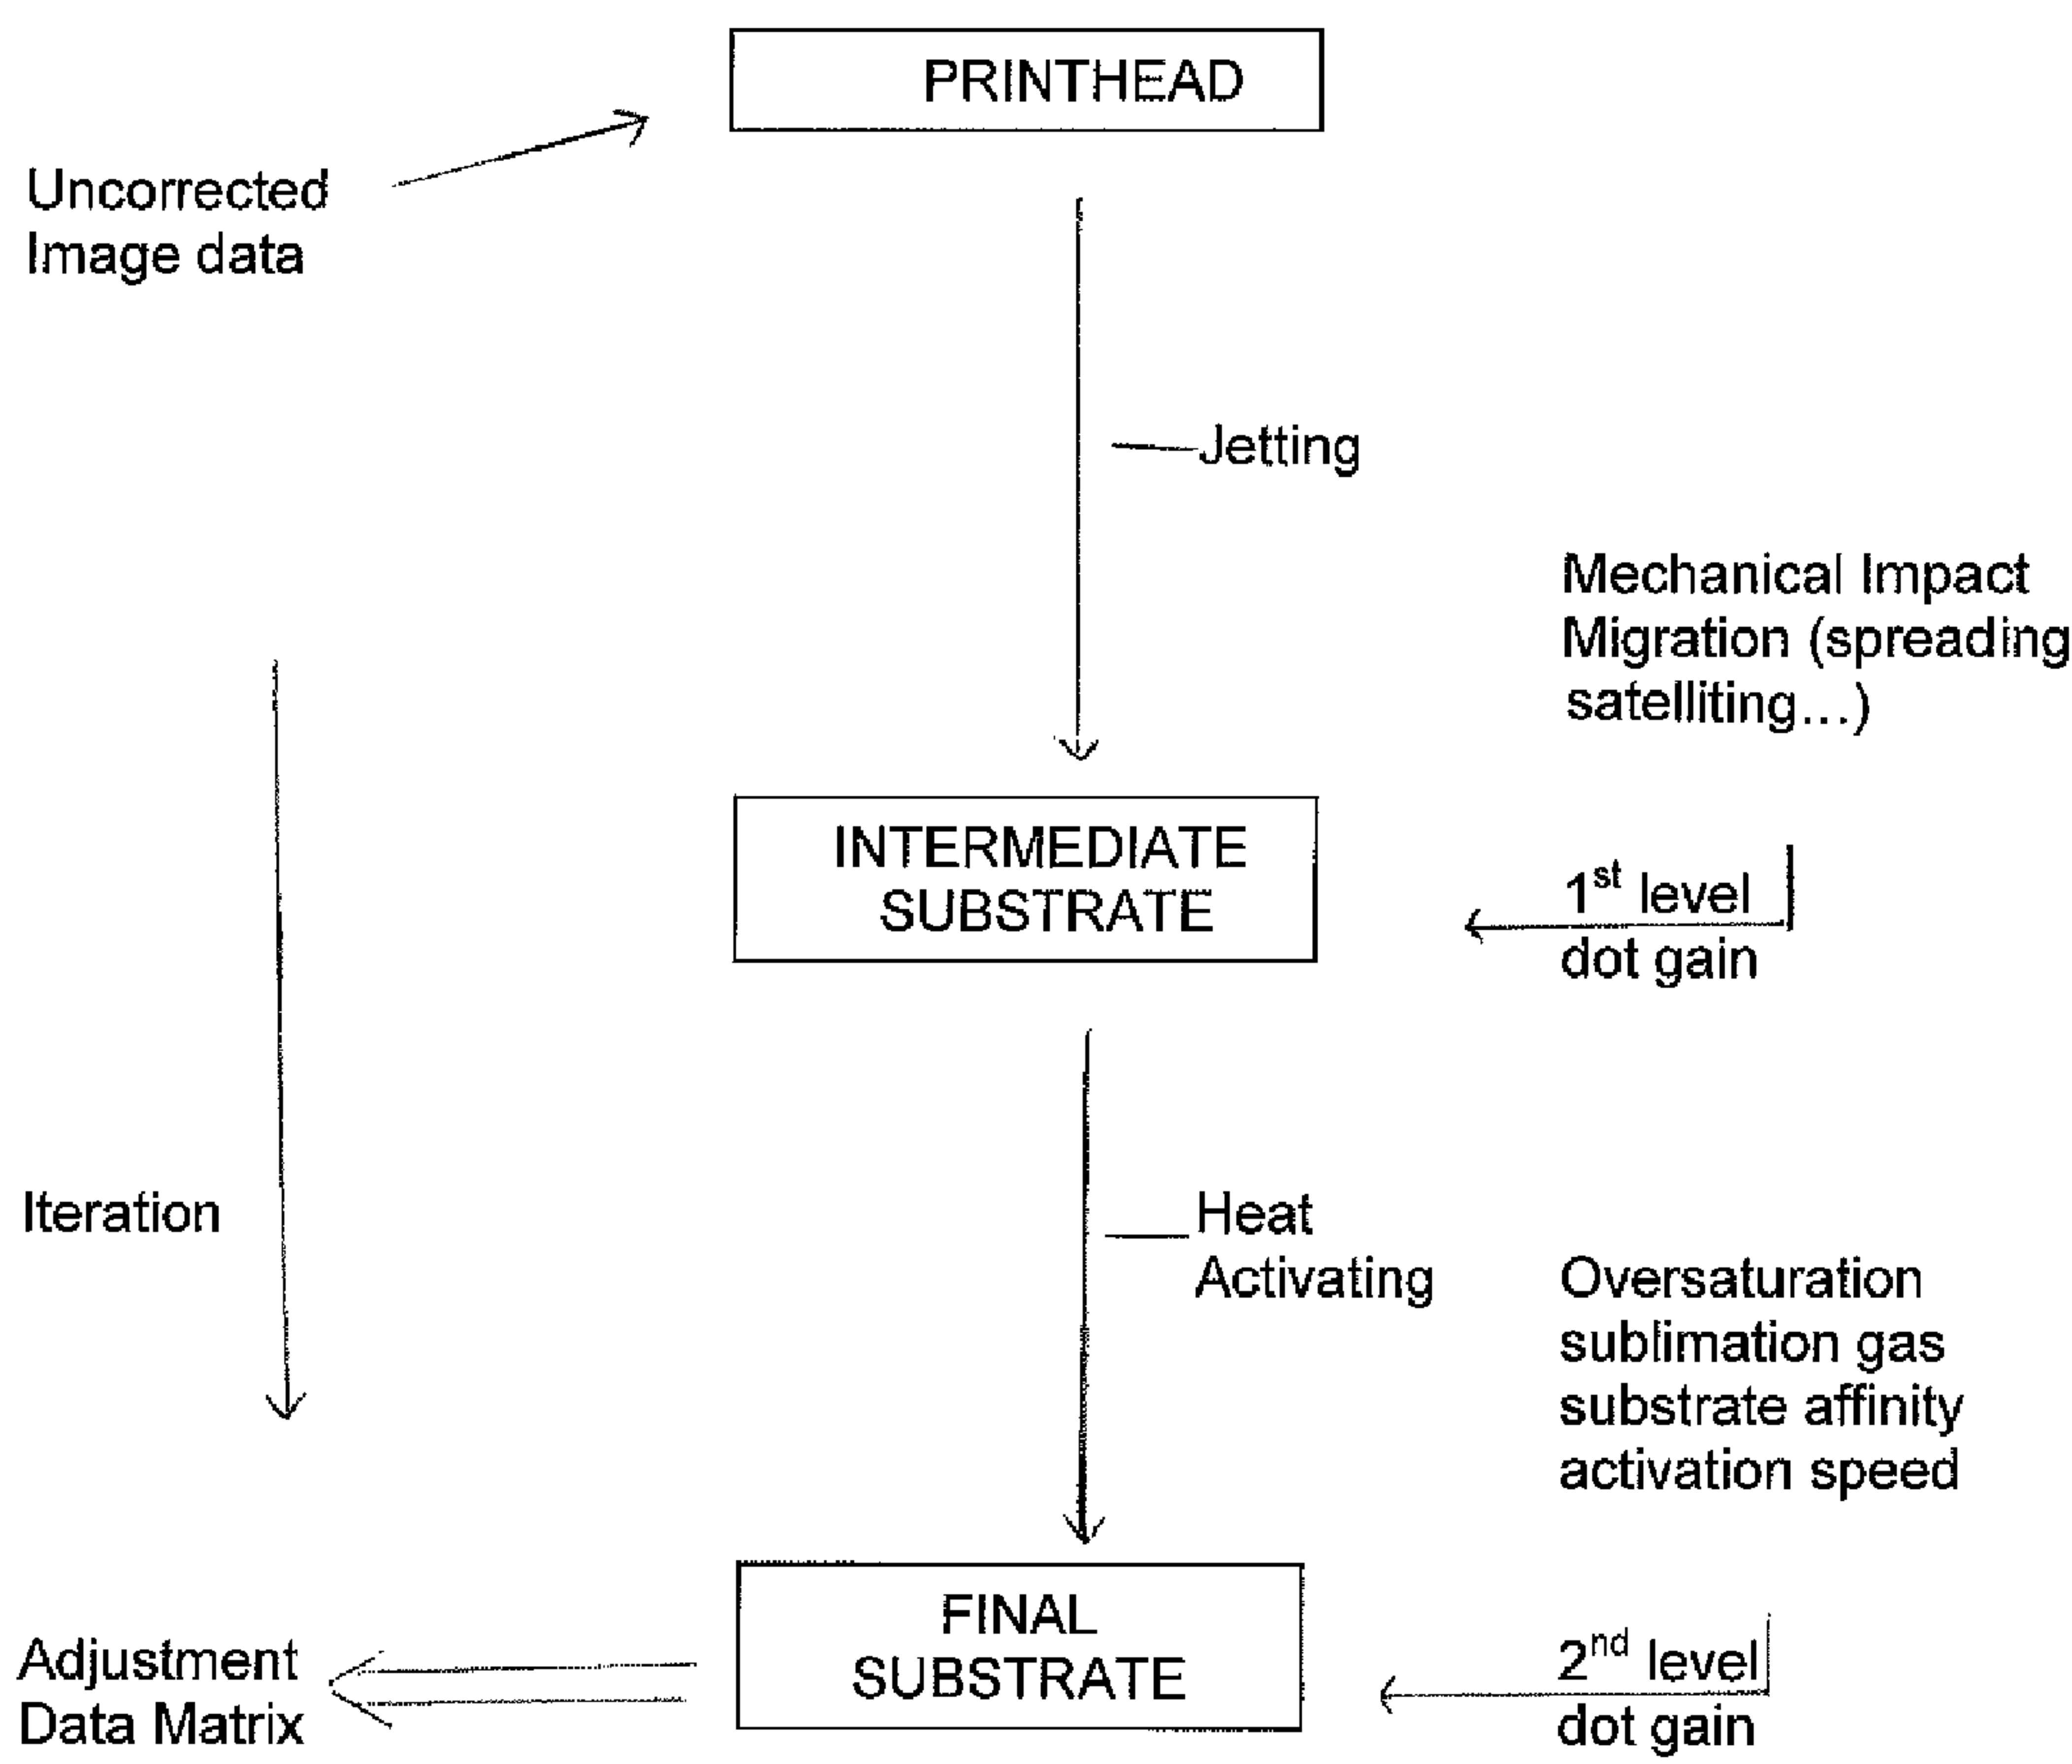 PRINTHEAD
Uncorrected
Image data
Jetting
Mechanical Impact
Migration (spreading
satelliting...)
INTERMEDIATE
SUBSTRATE
1st level
dot gain
Iteration
Heat
Activating
Oversaturation
sublimation gas
substrate affinity
activation speed
FINAL
SUBSTRATE
2nd level
dot gain
Adjustment
Data Matrix